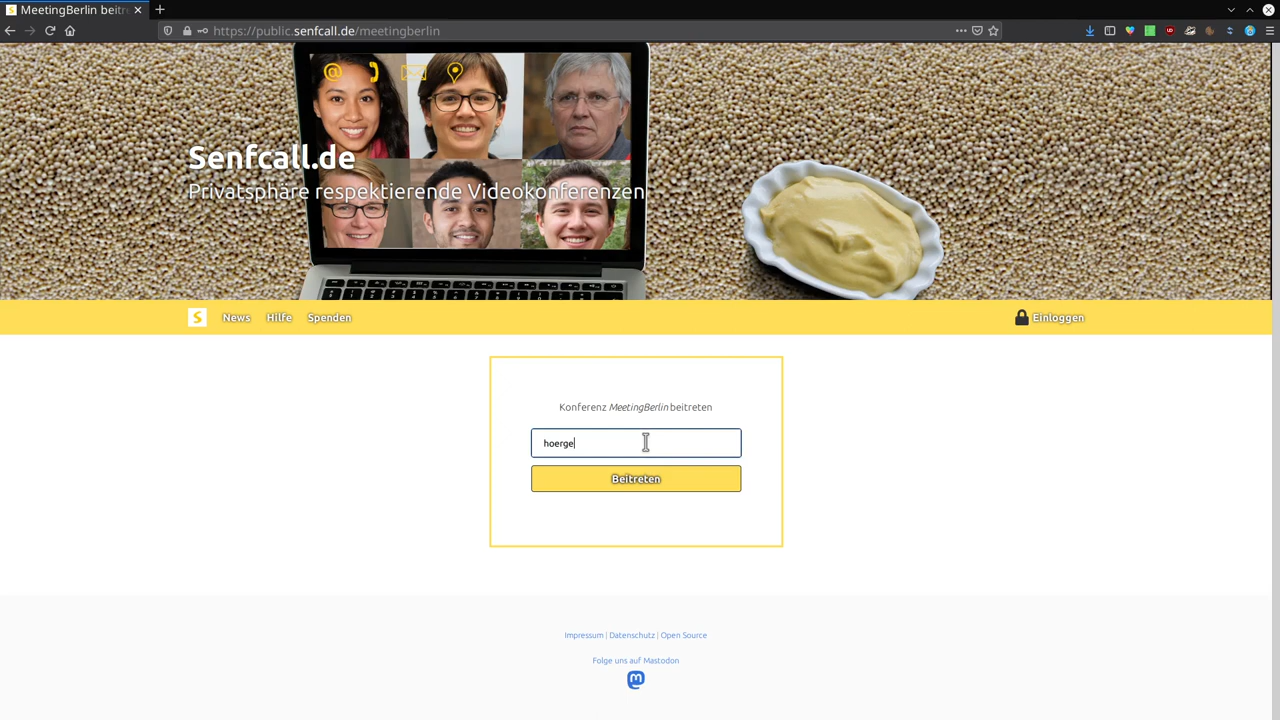 MeetingBerlin beitre
https://public.senfcall.de/meetingberlin
Senfcall.de
Privatsphäre respektierende Videokonferenzen
News Hilfe Spenden Einloggen
Konferenz MeetingBerlin beitreten
hoerge
Beitreten
Impressum | Datenschutz | Open Source
Folge uns auf Mastodon